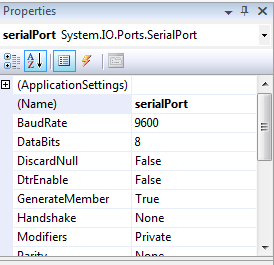 Properties
serialPort System.IO.Ports.SerialPort
(ApplicationSettings)
(Name) serialPort
BaudRate 9600
DataBits 8
DiscardNull False
DtrEnable False
GenerateMember True
Handshake None
Modifiers Private
Parity None